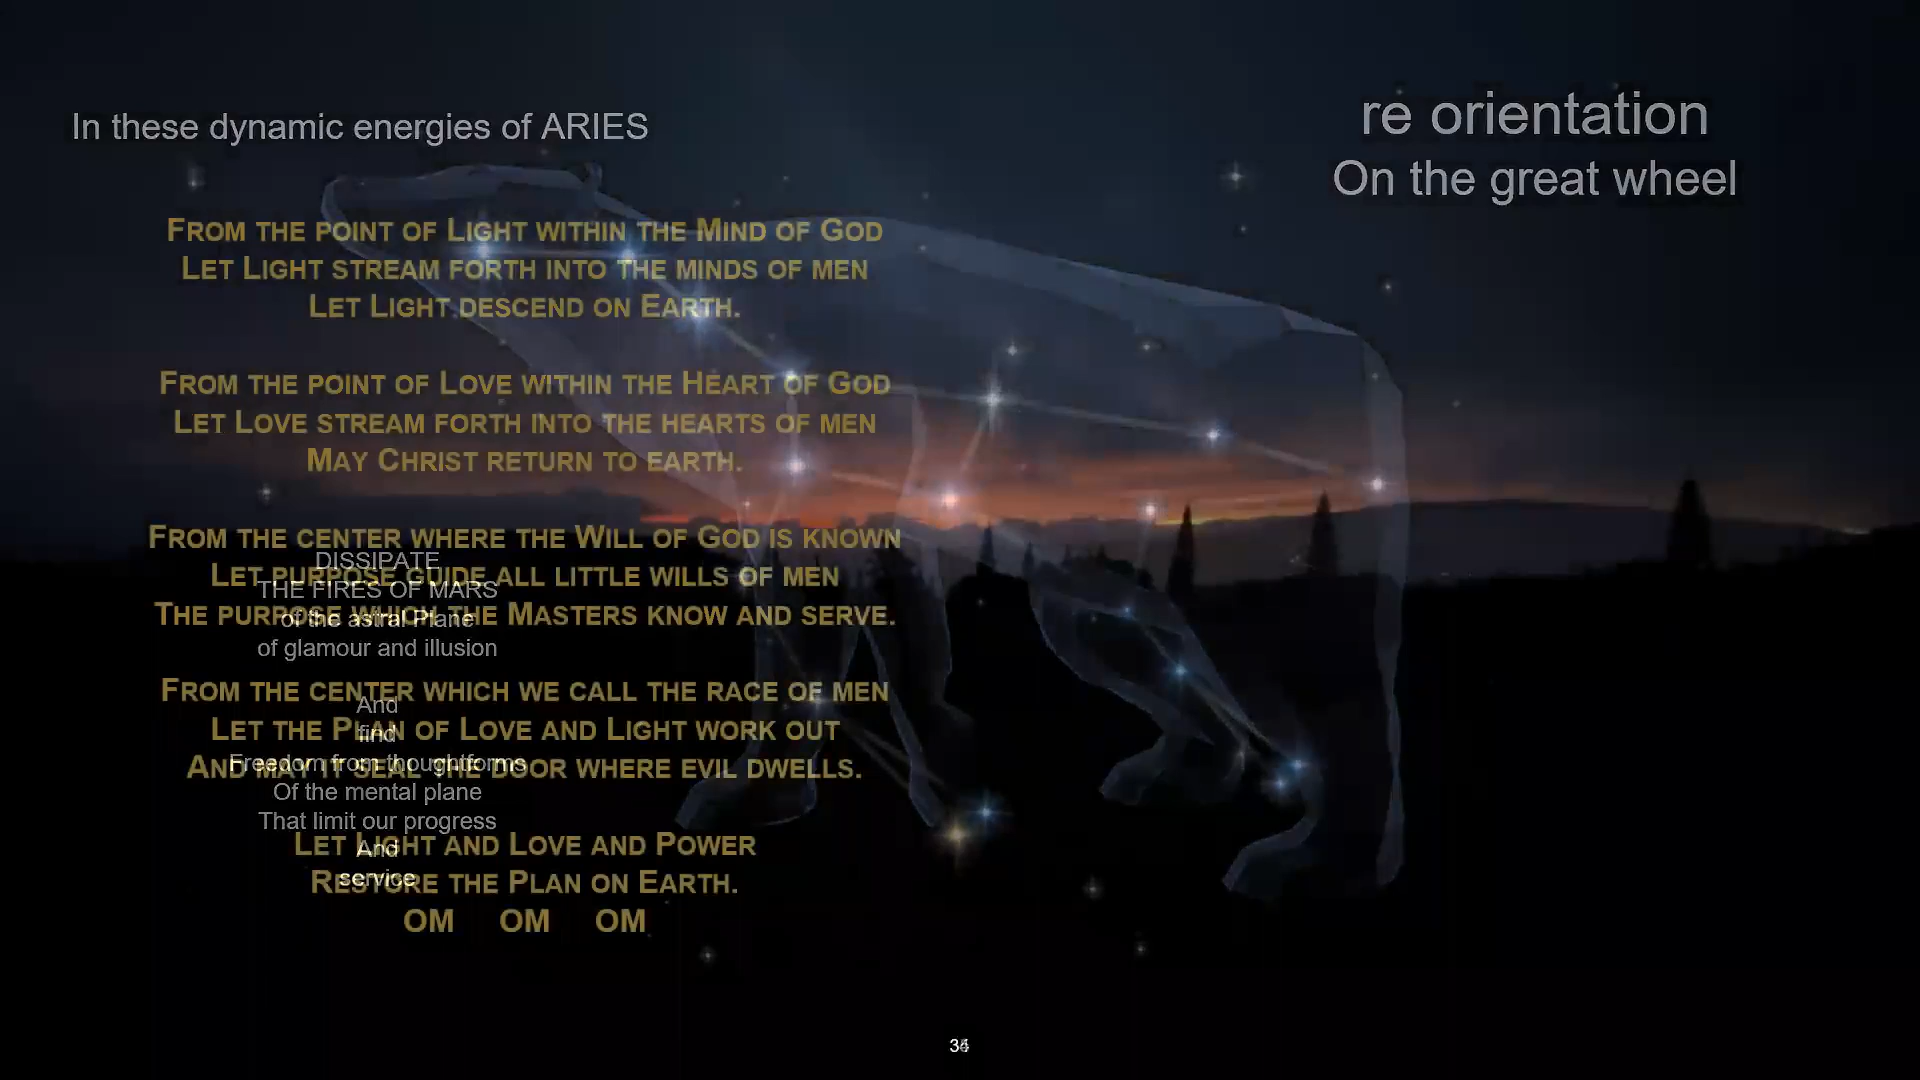 In these dynamic energies of ARIES
re orientation
On the great wheel
FROM THE POINT OF LIGHT WITHIN THE MIND OF GOD
LET LIGHT STREAM FORTH INTO THE MINDS OF MEN
LET LIGHT DESCEND ON EARTH.
FROM THE POINT OF LOVE WITHIN THE HEART OF GOD
LET LOVE STREAM FORTH INTO THE HEARTS OF MEN
MAY CHRIST RETURN TO EARTH.
FROM THE CENTER WHERE THE WILL OF GOD IS KNOWN
LET PURPOSE GUIDE ALL LITTLE WILLS OF MEN
THE PURPOSE WHICH THE MASTERS KNOW AND SERVE.
FROM THE CENTER WHICH WE CALL THE RACE OF MEN
LET THE PLAN OF LOVE AND LIGHT WORK OUT
AND MAY IT SEAL THE DOOR WHERE EVIL DWELLS.
LET LIGHT AND LOVE AND POWER
RESTORE THE PLAN ON EARTH.
OM OM OM
DISSIPATE
THE FIRES OF MARS
of the astral Plane
of glamour and illusion
And
find
Freedom from thoughtforms
Of the mental plane
That limit our progress
And
service